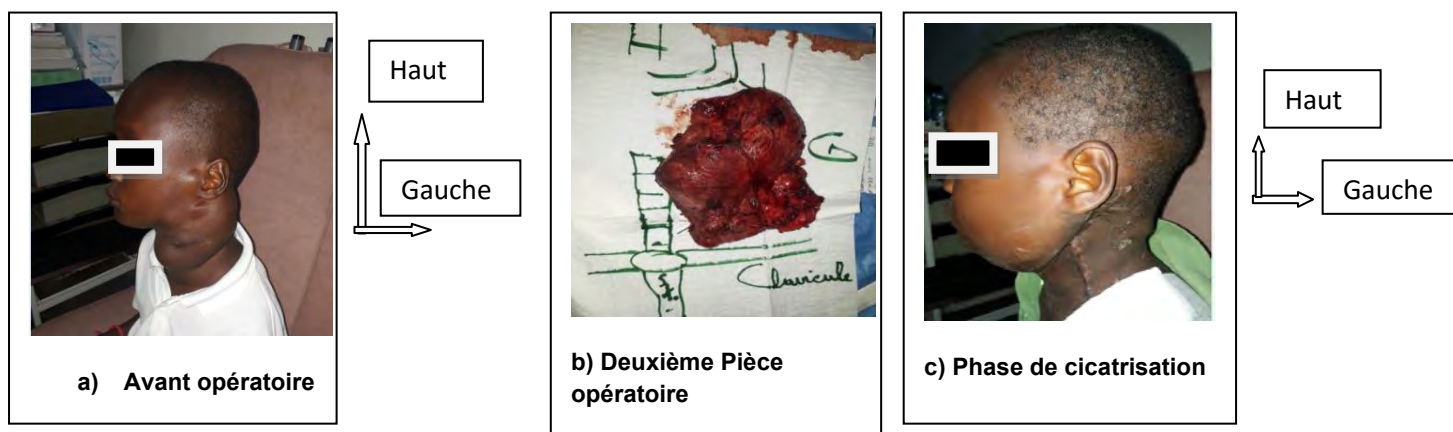 Haut
Gauche
a) Avant opératoire
G
Clavicule
b) Deuxième Pièce
opératoire
c) Phase de cicatrisation
Haut
Gauche